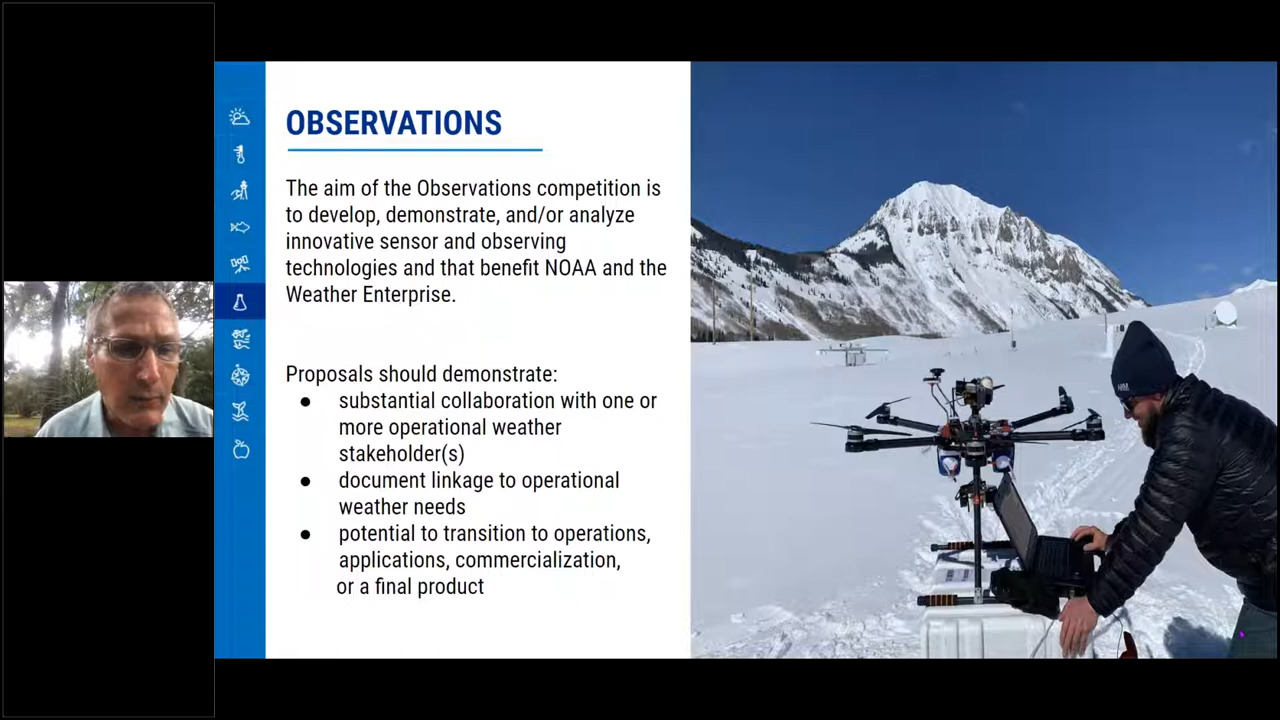 OBSERVATIONS
The aim of the Observations competition is
to develop, demonstrate, and/or analyze
innovative sensor and observing
technologies and that benefit NOAA and the
Weather Enterprise.
Proposals should demonstrate:
● substantial collaboration with one or
more operational weather
stakeholder(s)
● document linkage to operational
weather needs
● potential to transition to operations,
applications, commercialization,
or a final product